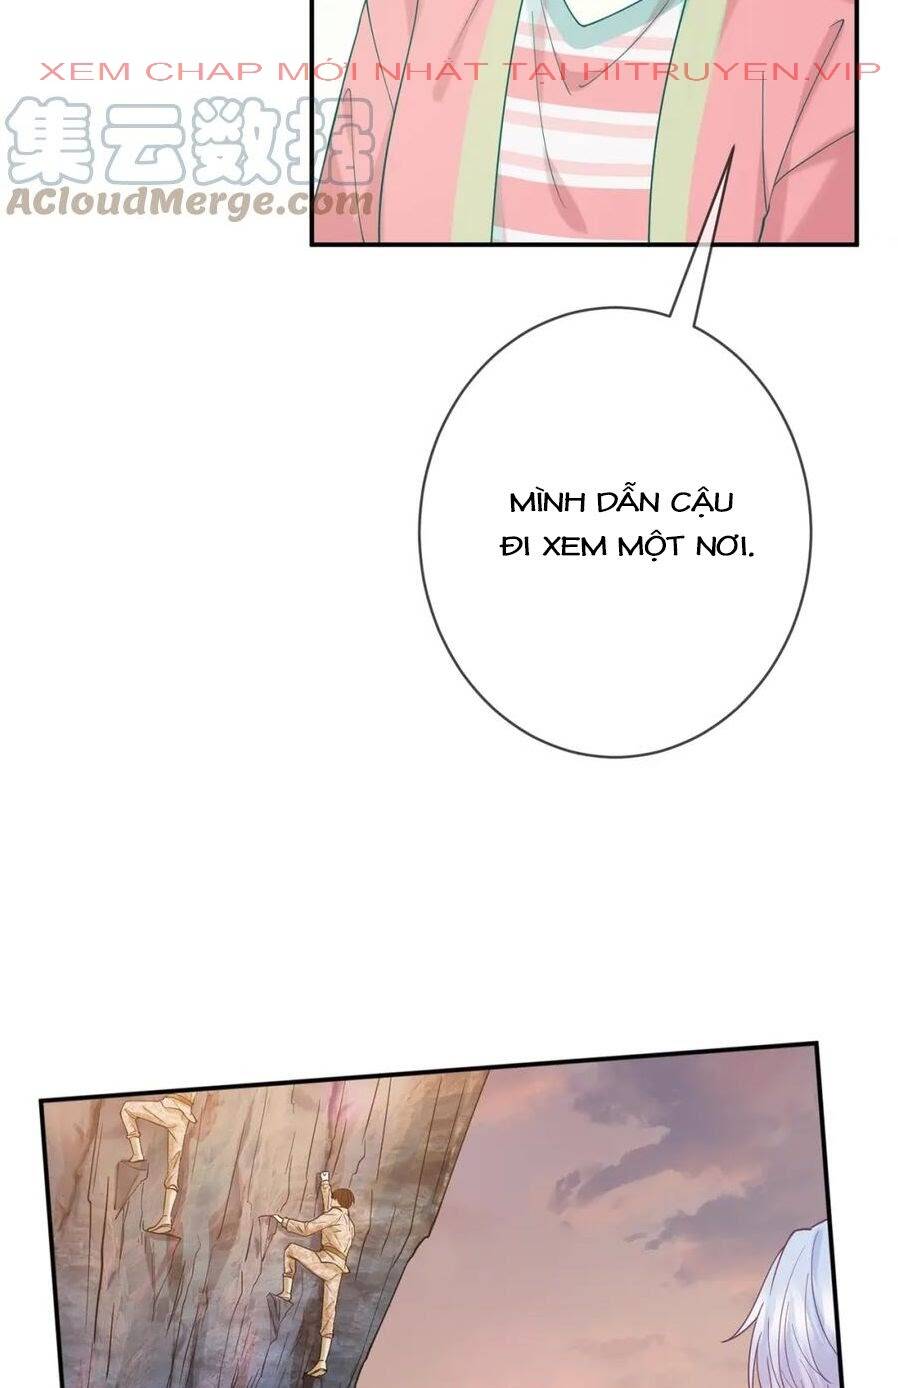 XEM CHAP MỚI NHẤT TẠI HITRUYEN.VIP
集云数据
ACloudMerge.com
MÌNH DẪN CẬU
ĐI XEM MỘT NƠI.